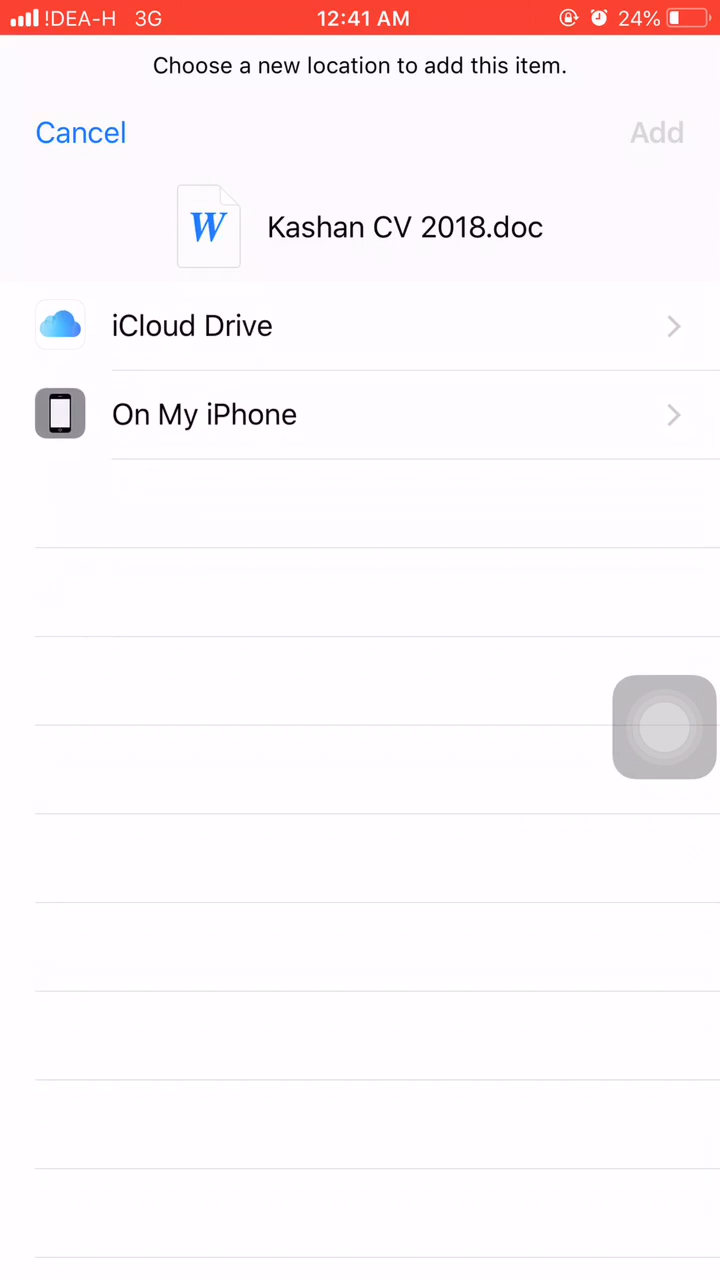 !DEA-H 3G 12:41 AM 24%
Choose a new location to add this item.
Cancel Add
W Kashan CV 2018.doc
iCloud Drive
On My iPhone